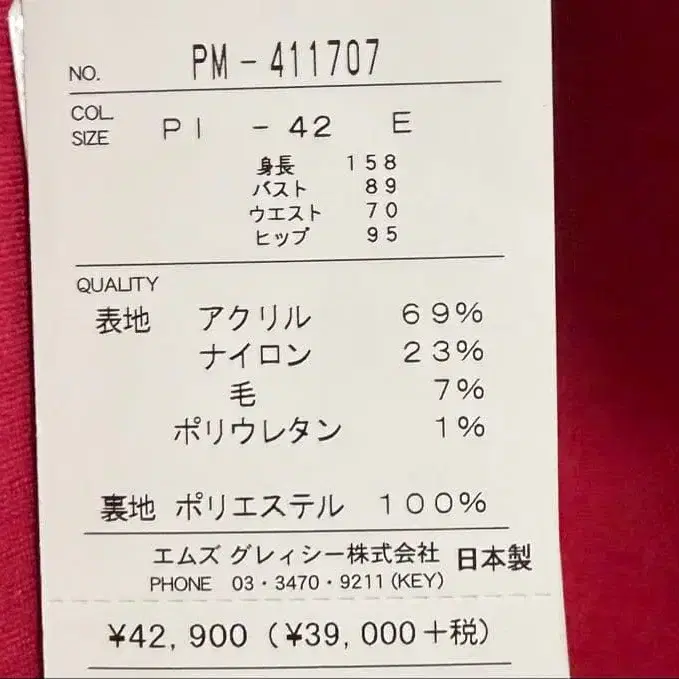 NO. PM-411707
COL.
SIZE PI -42 E
身長 158
バスト 89
ウエスト 70
ヒップ 95
QUALITY
表地 アクリル 69%
ナイロン 23%
毛 7%
ポリウレタン 1%
裏地 ポリエステル 100%
エムズ グレィシー株式会社 日本製
PHONE 03・3470・9211(KEY)
¥42,900(¥39,000+税)